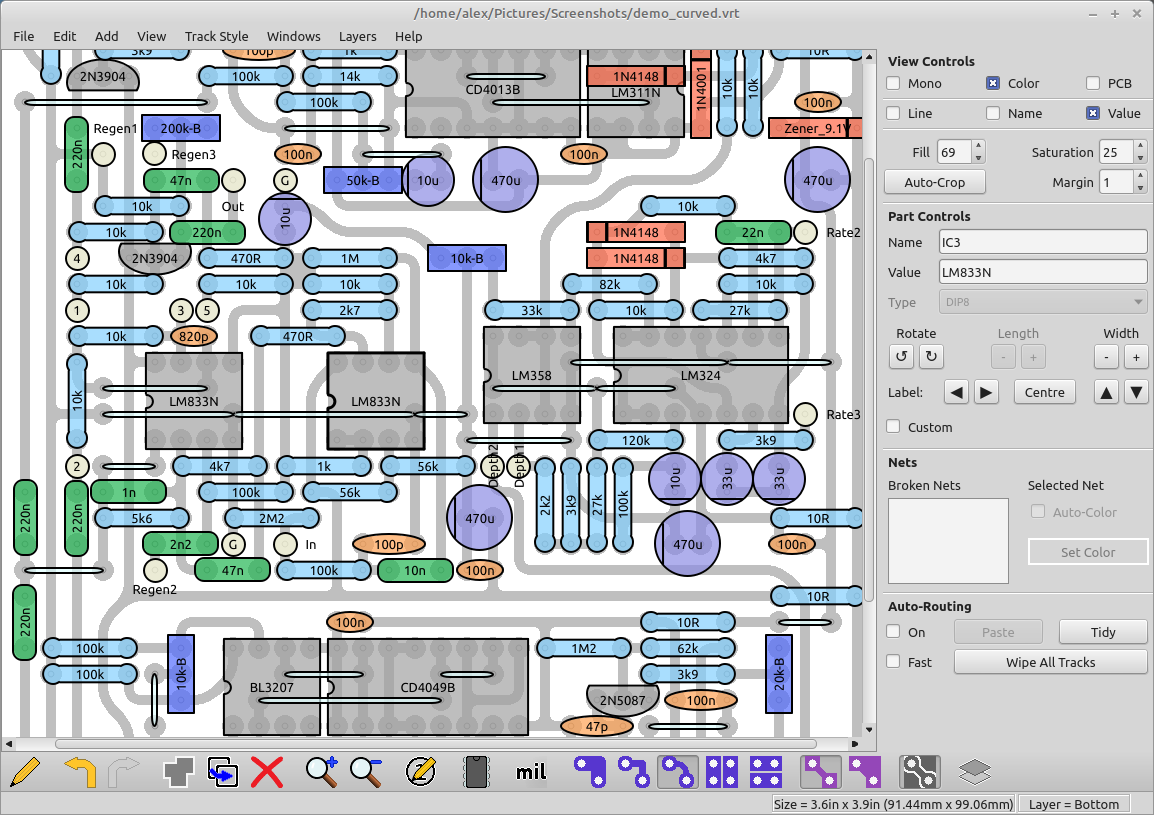 /home/alex/Pictures/Screenshots/demo_curved.vrt
File Edit Add View Track Style Windows Layers Help
3k9 100p 1k 10R
2N3904 100k 14k CD4013B 1N4148 1N4001 10k 10k
100k LM311N 100n
Regen1 200k-B Zener_9.1V
220n Regen3 100n 100n
47n G 50k-B 10u 470u 470u
10k Out 10u 10k
10k 220n 1N4148 22n Rate2
4 2N3904 470R 1M 10k-B 1N4148 4k7
10k 10k 10k 82k 10k
1 3 5 2k7 33k 10k 27k
10k 820p 470R
LM358 LM324
10k LM833N LM833N
Rate3
120k 3k9
2 4k7 1k 56k Depth2 Depth1
1n 100k 56k 10u 33u 33u
220n 220n 5k6 2M2 470u 2k2 3k9 27k 100k 10R
2n2 G In 100p 470u 100n
47n 100k 10n 100n
Regen2 10R
220n 100n 10R
100k 1M2 62k
100k 10k-B 3k9 20k-B
BL3207 CD4049B 2N5087 100n
47p
View Controls
Mono Color PCB
Line Name Value
Fill 69 Saturation 25
Auto-Crop Margin 1
Part Controls
Name IC3
Value LM833N
Type DIP8
Rotate Length Width
↺ ↻ - + - +
Label: ◀ ▶ Centre ▲ ▼
Custom
Nets
Broken Nets Selected Net
Auto-Color
Set Color
Auto-Routing
On Paste Tidy
Fast Wipe All Tracks
mil
Size = 3.6in x 3.9in (91.44mm x 99.06mm) Layer = Bottom